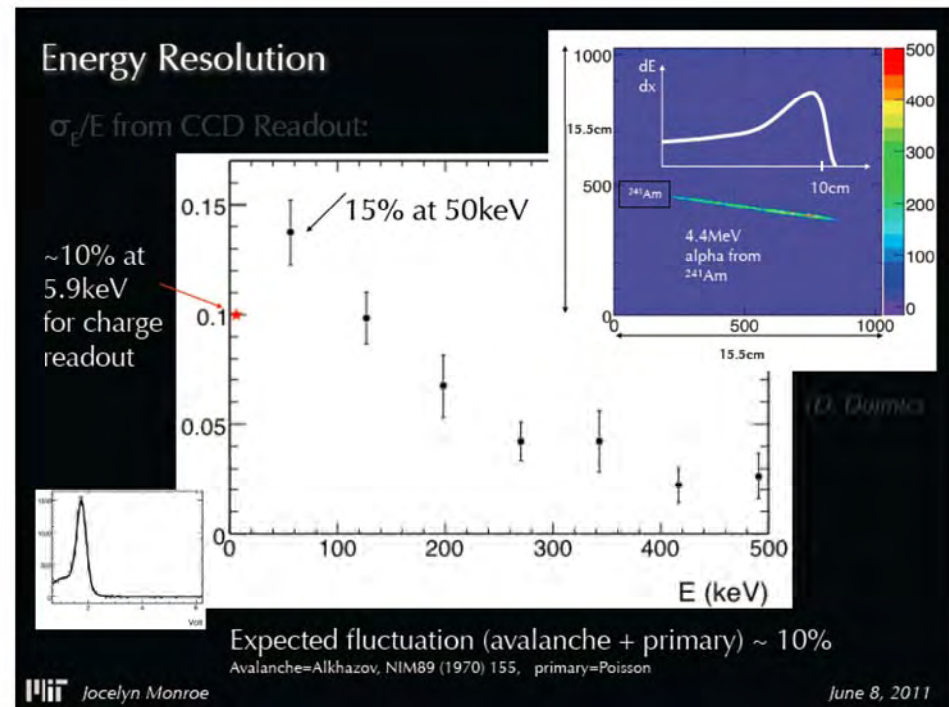 Energy Resolution
σE/E from CCD Readout:
~10% at
5.9keV
for charge
readout
0.15
0.1
0.05
0
15% at 50keV
0 100 200 300 400 500
E (keV)
1000
500
0
0 500 1000
15.5cm
15.5cm
dE
dx
10cm
241Am
4.4MeV
alpha from
241Am
500
400
300
200
100
0
2
Volt
Expected fluctuation (avalanche + primary) ~ 10%
Avalanche=Alkhazov, NIM89 (1970) 155, primary=Poisson
MIT Jocelyn Monroe
June 8, 2011